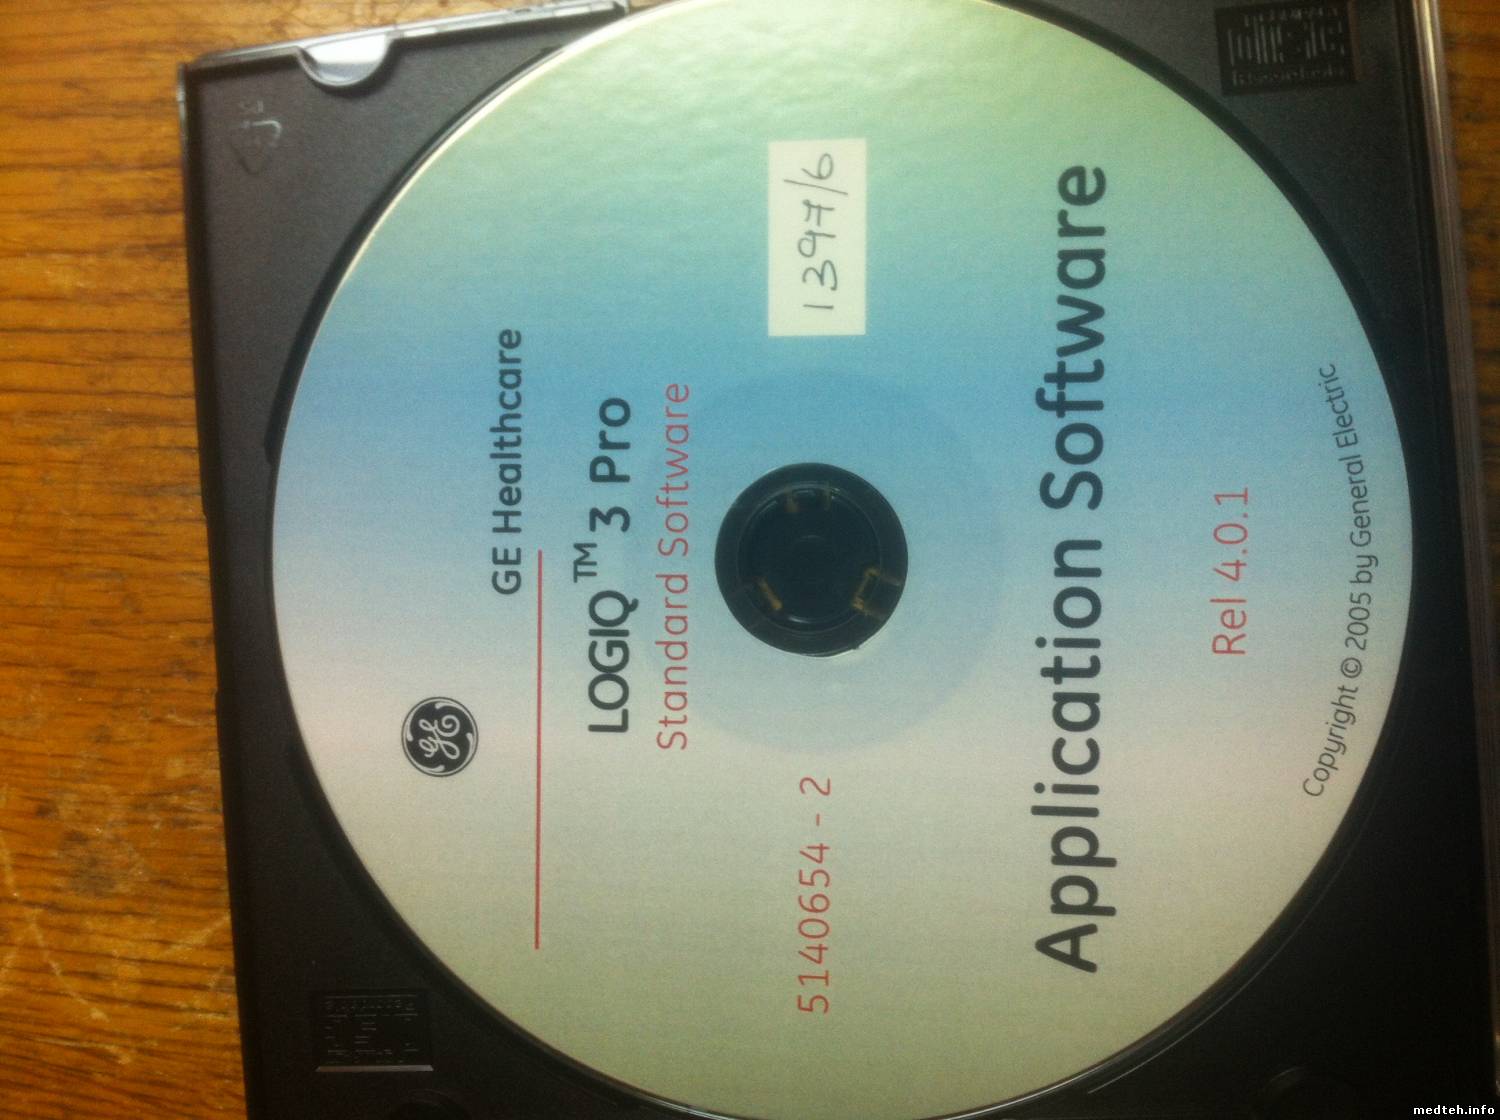 GE Healthcare
LOGIQ™ 3 Pro
Standard Software
5140654 - 2
1397/6
Application Software
Rel 4.0.1
Copyright © 2005 by General Electric
medteh.info